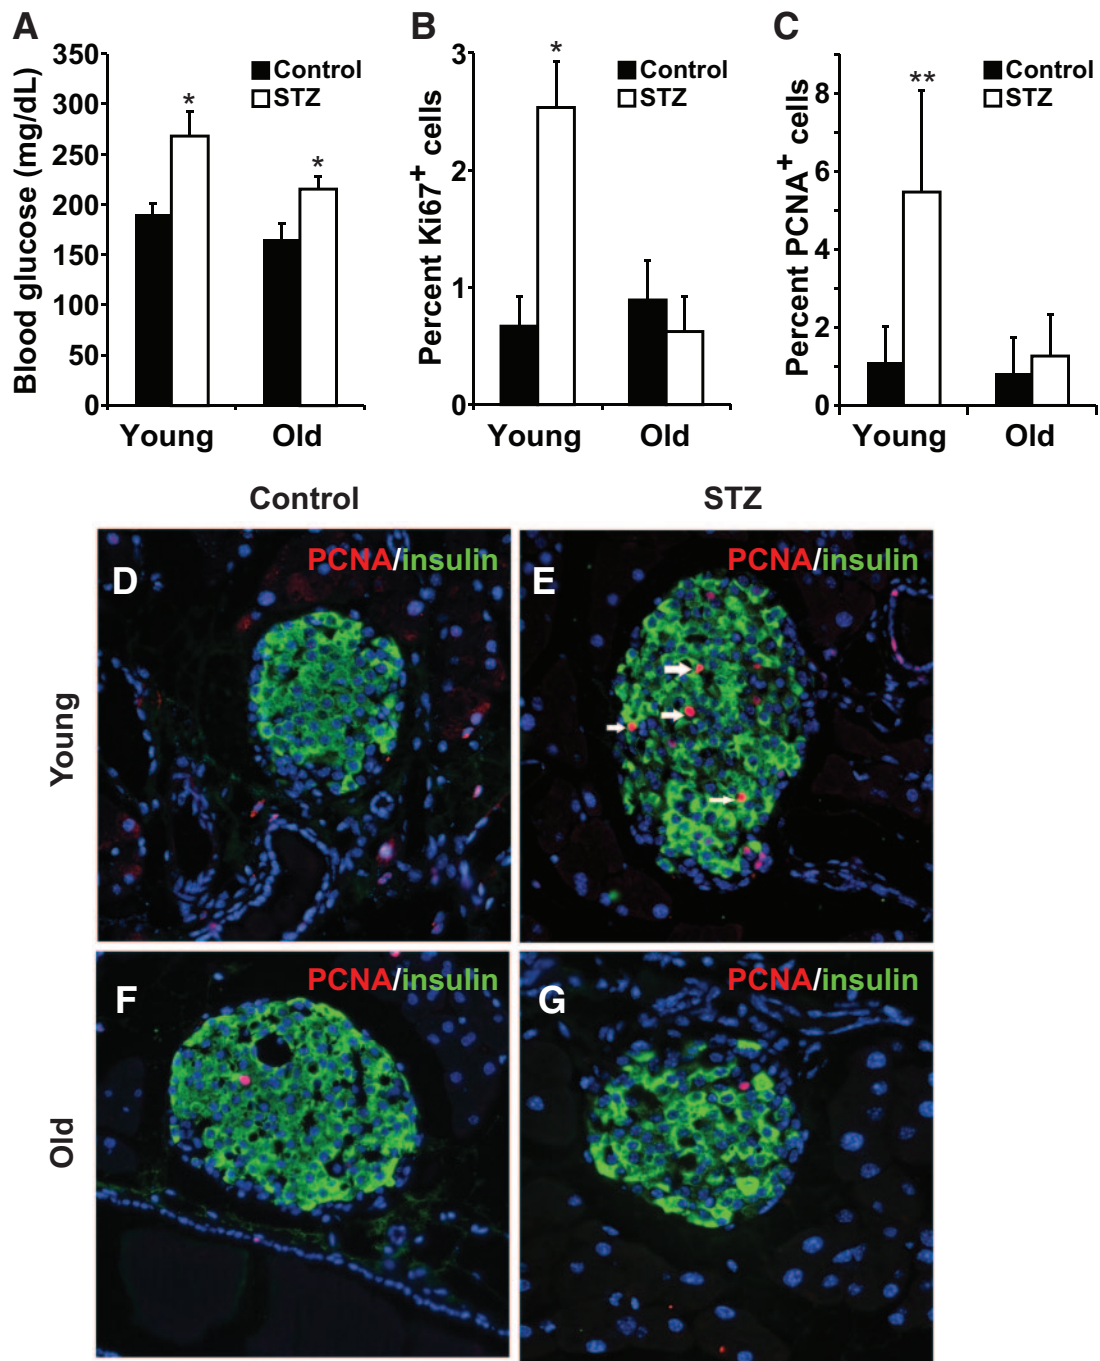 A
Blood glucose (mg/dL)
350
300
250
200
150
100
50
0
*
*
Control
STZ
Young
Old
B
Percent Ki67+ cells
3
2
1
0
*
Control
STZ
Young
Old
C
Percent PCNA+ cells
8
6
4
2
0
**
Control
STZ
Young
Old
Control
STZ
Young
D
PCNA/insulin
E
PCNA/insulin
Old
F
PCNA/insulin
G
PCNA/insulin